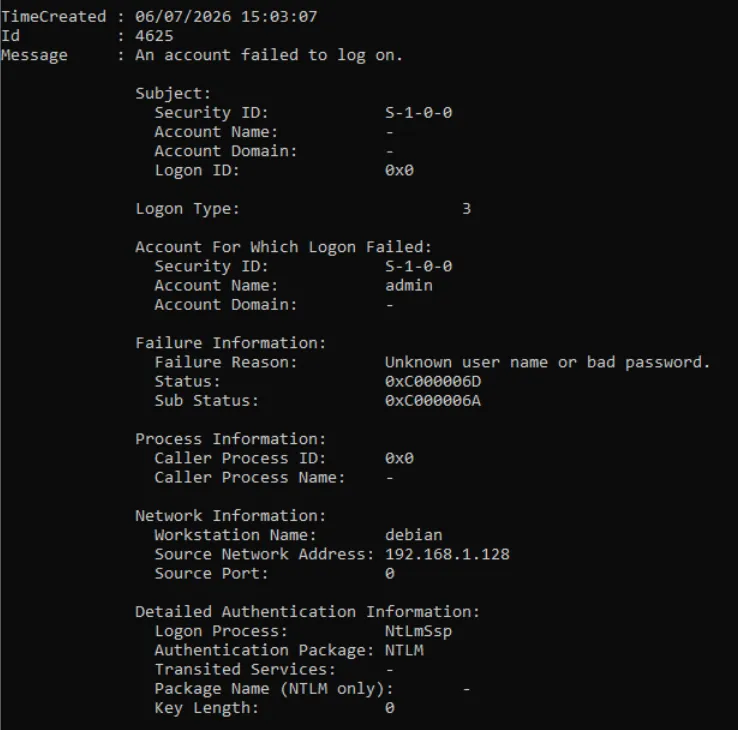 TimeCreated : 06/07/2026 15:03:07
Id          : 4625
Message     : An account failed to log on.

              Subject:
                Security ID:            S-1-0-0
                Account Name:           -
                Account Domain:         -
                Logon ID:               0x0

              Logon Type:                       3

              Account For Which Logon Failed:
                Security ID:            S-1-0-0
                Account Name:           admin
                Account Domain:         -

              Failure Information:
                Failure Reason:         Unknown user name or bad password.
                Status:                 0xC000006D
                Sub Status:             0xC000006A

              Process Information:
                Caller Process ID:      0x0
                Caller Process Name:    -

              Network Information:
                Workstation Name:       debian
                Source Network Address: 192.168.1.128
                Source Port:            0

              Detailed Authentication Information:
                Logon Process:          NtLmSsp
                Authentication Package: NTLM
                Transited Services:     -
                Package Name (NTLM only):       -
                Key Length:             0